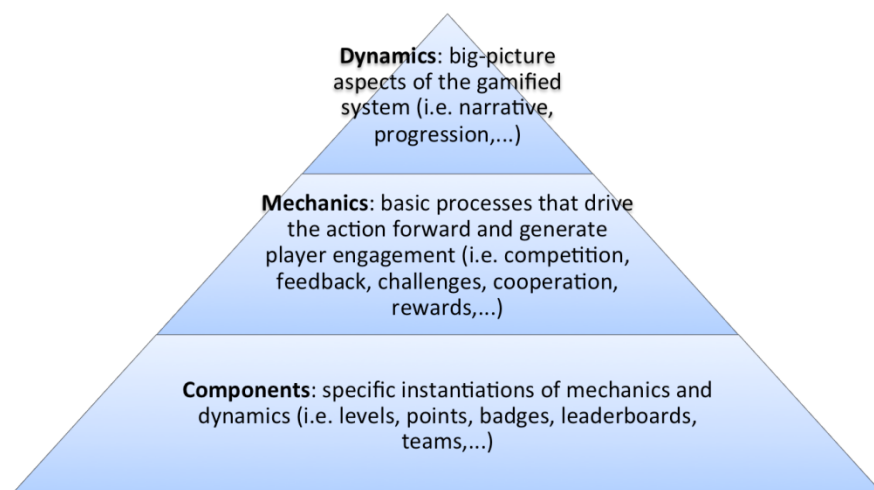 Dynamics: big-picture
aspects of the gamified
system (i.e. narrative,
progression,...)
Mechanics: basic processes that drive
the action forward and generate
player engagement (i.e. competition,
feedback, challenges, cooperation,
rewards,...)
Components: specific instantiations of mechanics and
dynamics (i.e. levels, points, badges, leaderboards,
teams,...)